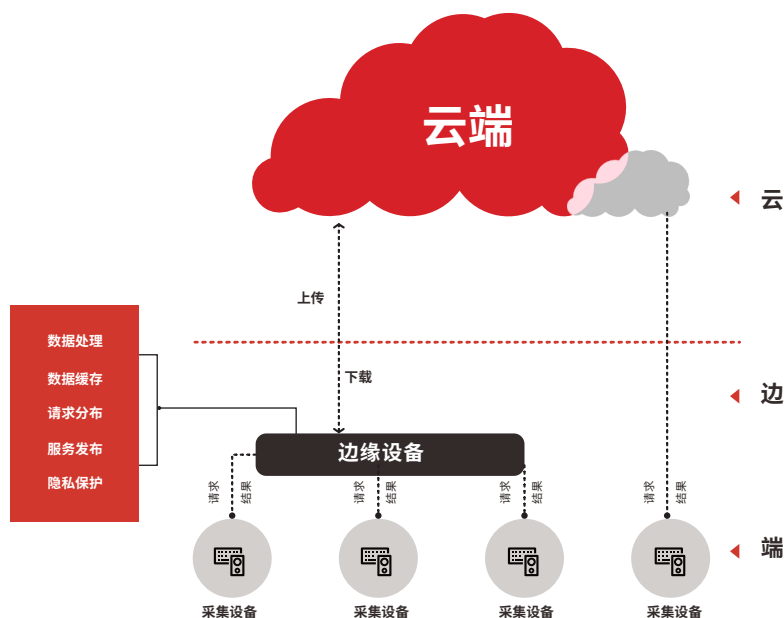 云端
云
上传
数据处理
数据缓存
请求分布
服务发布
隐私保护
下载
边
边缘设备
请求
结果
请求
结果
请求
结果
请求
结果
端
采集设备
采集设备
采集设备
采集设备